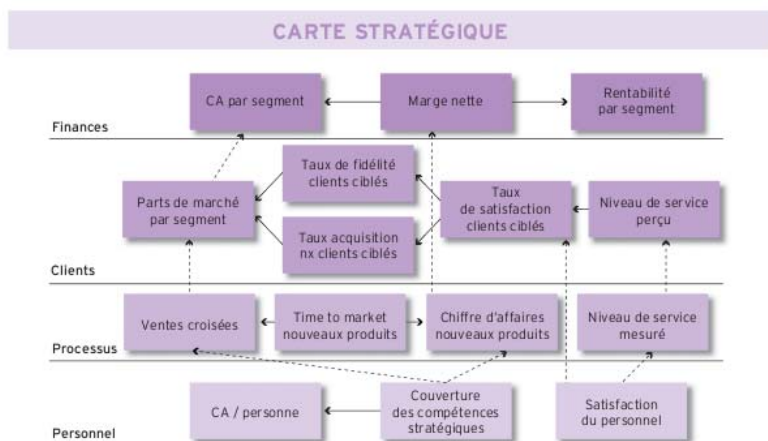 CARTE STRATÉGIQUE
CA par segment
Marge nette
Rentabilité
par segment
Finances
Parts de marché
par segment
Taux de fidélité
clients ciblés
Taux acquisition
nx clients ciblés
Taux
de satisfaction
clients ciblés
Niveau de service
perçu
Clients
Ventes croisées
Time to market
nouveaux produits
Chiffre d'affaires
nouveaux produits
Niveau de service
mesuré
Processus
CA / personne
Couverture
des compétences
stratégiques
Satisfaction
du personnel
Personnel